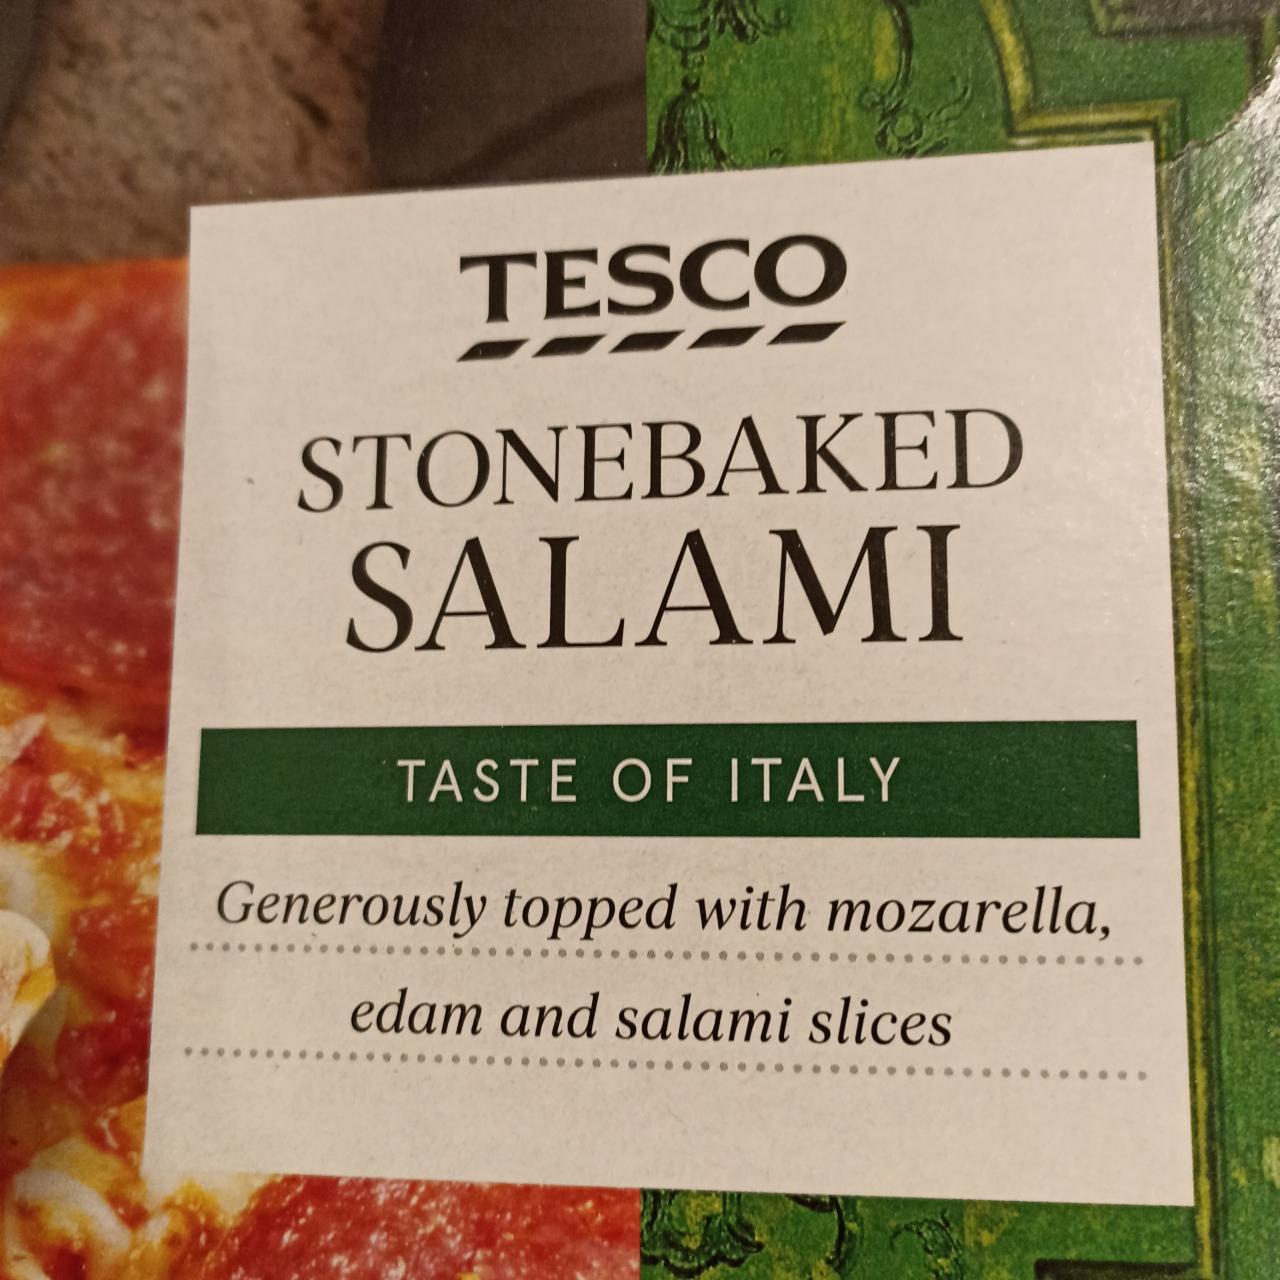 TESCO
STONEBAKED
SALAMI
TASTE OF ITALY
Generously topped with mozarella,
edam and salami slices